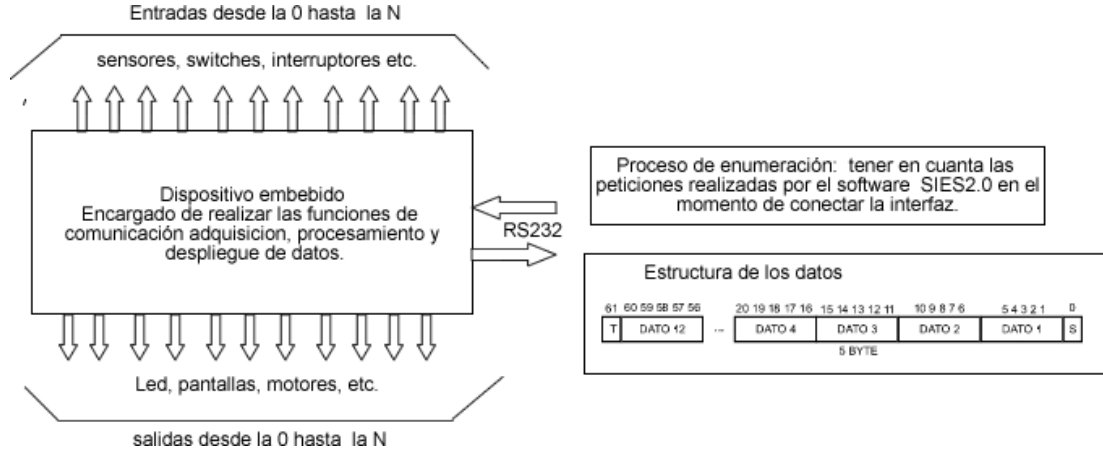 Entradas desde la 0 hasta la N
sensores, switches, interruptores etc.
Dispositivo embebido
Encargado de realizar las funciones de
comunicación adquisicion, procesamiento y
despliegue de datos.
RS232
Led, pantallas, motores, etc.
salidas desde la 0 hasta la N
Proceso de enumeración: tener en cuanta las
peticiones realizadas por el software SIES2.0 en el
momento de conectar la interfaz.
Estructura de los datos
61 60 59 58 57 56 20 19 18 17 16 15 14 13 12 11 10 9 8 7 6 5 4 3 2 1 0
T DATO 12 ... DATO 4 DATO 3 DATO 2 DATO 1 S
5 BYTE